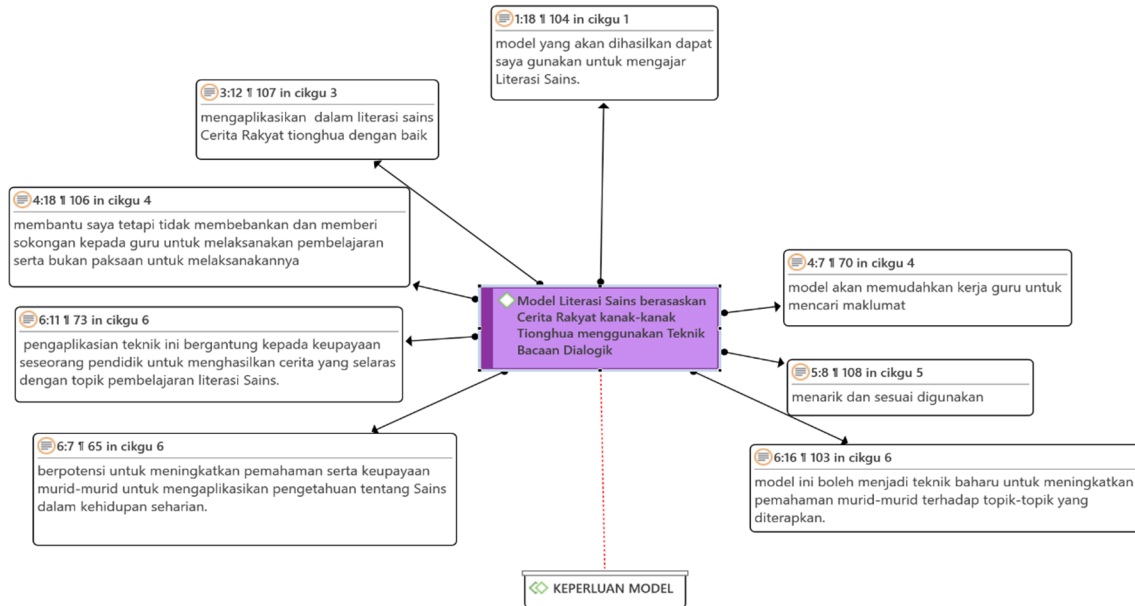 1:18 ¶ 104 in cikgu 1
model yang akan dihasilkan dapat
saya gunakan untuk mengajar
Literasi Sains.
3:12 ¶ 107 in cikgu 3
mengaplikasikan dalam literasi sains
Cerita Rakyat tionghua dengan baik
4:18 ¶ 106 in cikgu 4
membantu saya tetapi tidak membebankan dan memberi
sokongan kepada guru untuk melaksanakan pembelajaran
serta bukan paksaan untuk melaksanakannya
4:7 ¶ 70 in cikgu 4
model akan memudahkan kerja guru untuk
mencari maklumat
Model Literasi Sains berasaskan
Cerita Rakyat kanak-kanak
Tionghua menggunakan Teknik
Bacaan Dialogik
6:11 ¶ 73 in cikgu 6
pengaplikasian teknik ini bergantung kepada keupayaan
seseorang pendidik untuk menghasilkan cerita yang selaras
dengan topik pembelajaran literasi Sains.
5:8 ¶ 108 in cikgu 5
menarik dan sesuai digunakan
6:7 ¶ 65 in cikgu 6
berpotensi untuk meningkatkan pemahaman serta keupayaan
murid-murid untuk mengaplikasikan pengetahuan tentang Sains
dalam kehidupan seharian.
6:16 ¶ 103 in cikgu 6
model ini boleh menjadi teknik baharu untuk meningkatkan
pemahaman murid-murid terhadap topik-topik yang
diterapkan.
KEPERLUAN MODEL